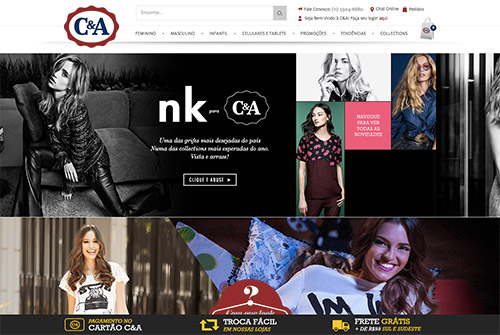 C&A
Encontre...
Fale Conosco: (11) 2504-8680
Chat Online
Pedidos
Seja Bem Vindo à C&A! Faça seu login aqui
0
FEMININO
MASCULINO
INFANTIL
CELULARES E TABLETS
PROMOÇÕES
TENDÊNCIAS
COLLECTIONS
nk para C&A
Uma das grifes mais desejadas do país
Numa das collections mais esperadas do ano.
Vista e arrase!
CLIQUE E ABUSE
NAVEGUE
PARA VER
TODAS AS
NOVIDADES
?
PAGAMENTO NO
CARTÃO C&A
TROCA FÁCIL
EM NOSSAS LOJAS
FRETE GRÁTIS
+ DE R$99 SUL E SUDESTE